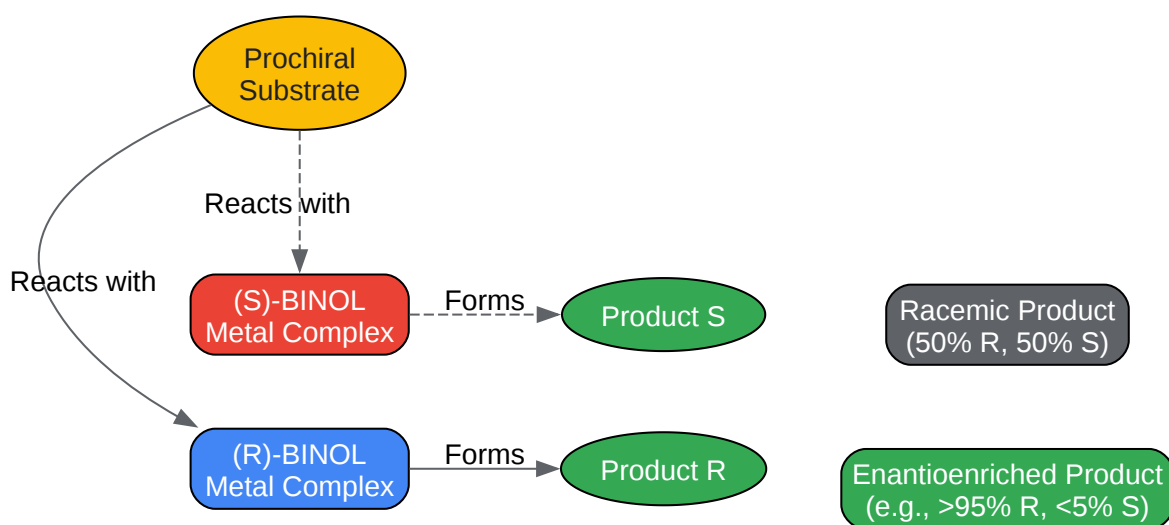 Prochiral
Substrate
Reacts with
Reacts with
(S)-BINOL
Metal Complex
Forms
Product S
Racemic Product
(50% R, 50% S)
(R)-BINOL
Metal Complex
Forms
Product R
Enantioenriched Product
(e.g., >95% R, <5% S)